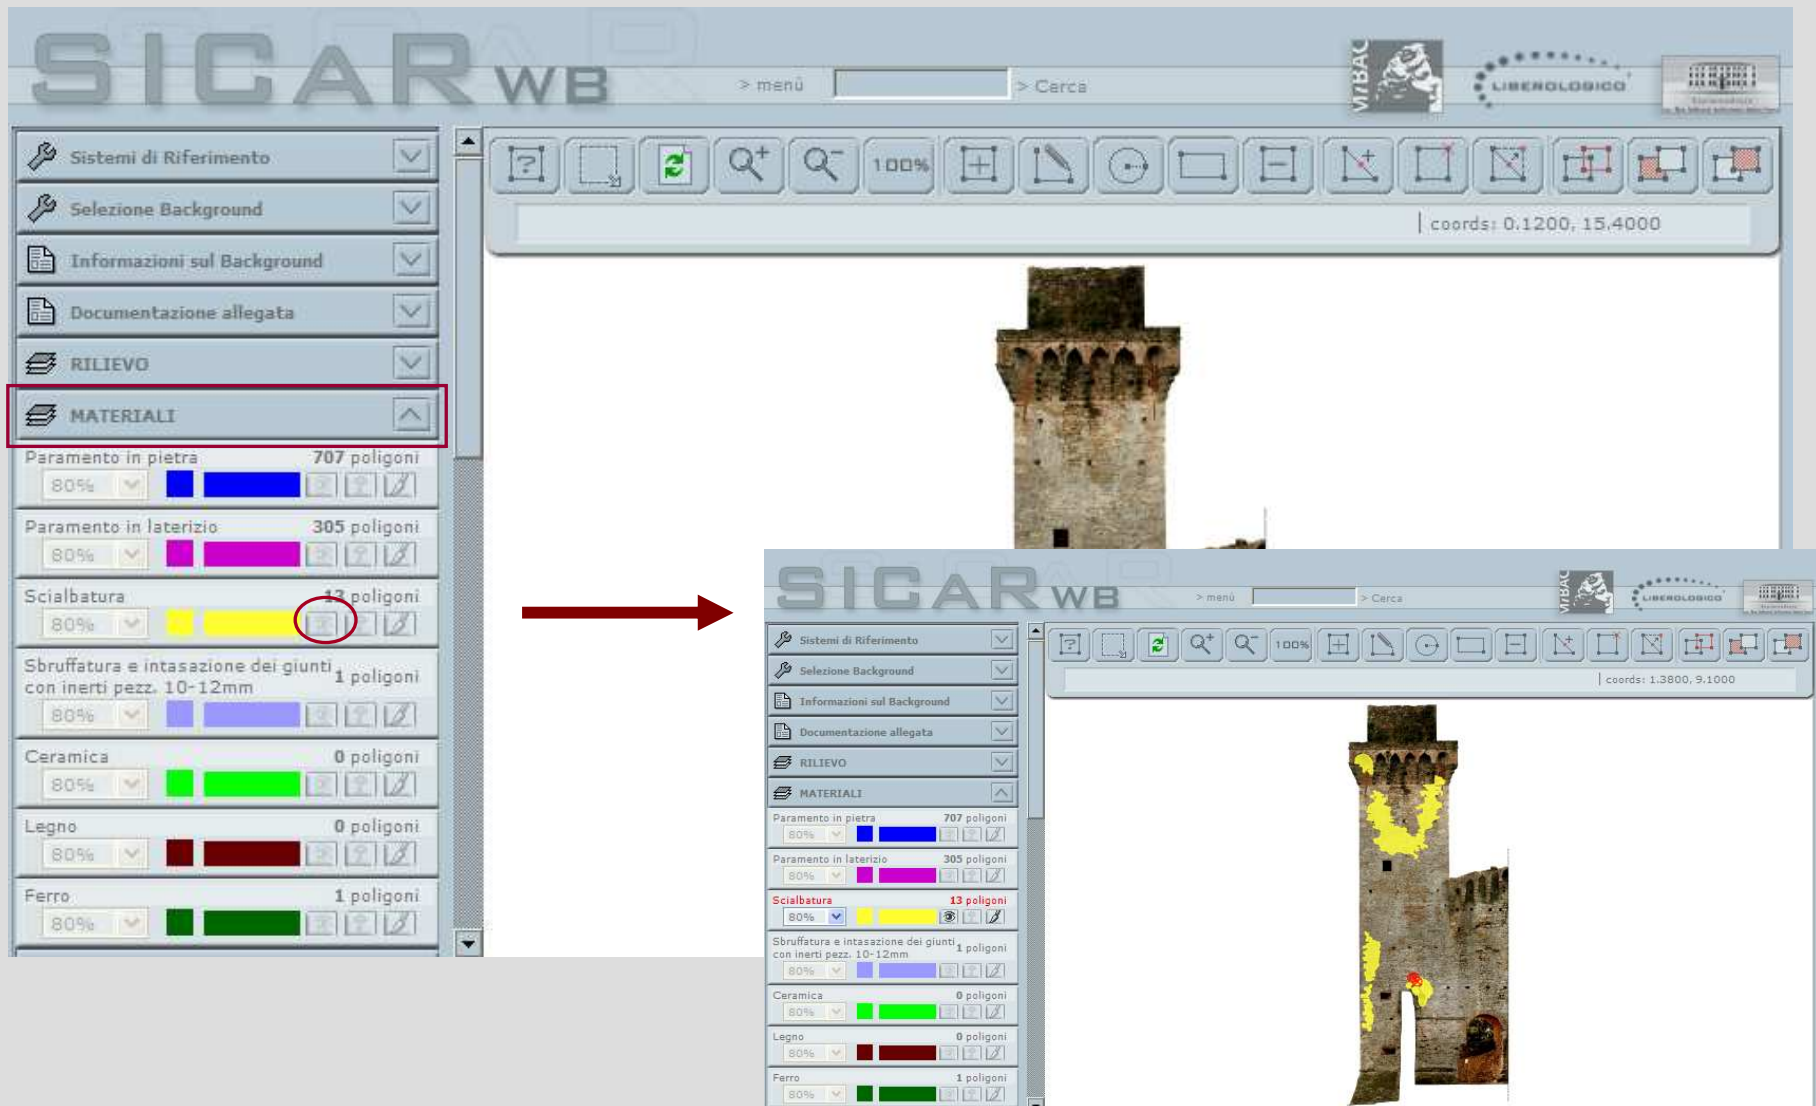 SICAR WB
> menù
> Cerca
MIBAC
LIBEROLOGICO
Sistemi di Riferimento
Selezione Background
Informazioni sul Background
Documentazione allegata
RILIEVO
MATERIALI
Paramento in pietra 707 poligoni
80%
Paramento in laterizio 305 poligoni
80%
Scialbatura 13 poligoni
80%
Sbruffatura e intasazione dei giunti
con inerti pezz. 10-12mm 1 poligoni
80%
Ceramica 0 poligoni
80%
Legno 0 poligoni
80%
Ferro 1 poligoni
80%
100%
coords: 0.1200, 15.4000
SICAR WB
> menù
> Cerca
MIBAC
LIBEROLOGICO
Sistemi di Riferimento
Selezione Background
Informazioni sul Background
Documentazione allegata
RILIEVO
MATERIALI
Paramento in pietra 707 poligoni
80%
Paramento in laterizio 305 poligoni
80%
Scialbatura 13 poligoni
80%
Sbruffatura e intasazione dei giunti
con inerti pezz. 10-12mm 1 poligoni
80%
Ceramica 0 poligoni
80%
Legno 0 poligoni
80%
Ferro 1 poligoni
80%
100%
coords: 1.3800, 9.1000